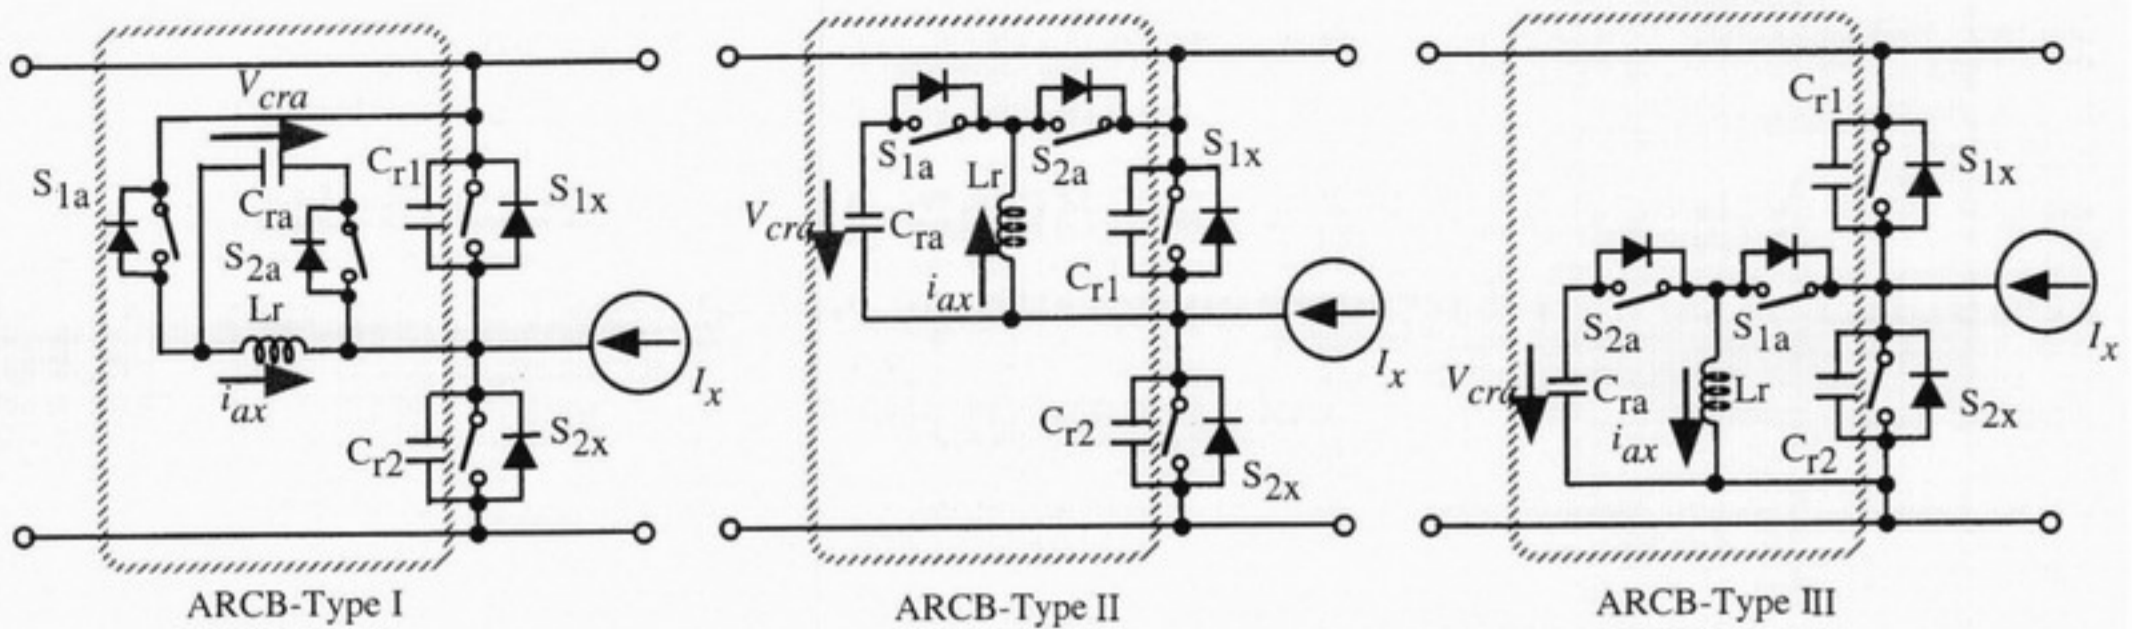 V_cra
S_1a
C_ra
S_2a
Lr
i_ax
C_r1
S_1x
C_r2
S_2x
I_x
ARCB-Type I
S_1a
S_2a
Lr
V_cra
C_ra
i_ax
S_1x
C_r1
C_r2
S_2x
I_x
ARCB-Type II
C_r1
S_1x
S_2a
S_1a
V_cra
C_ra
Lr
i_ax
C_r2
S_2x
I_x
ARCB-Type III